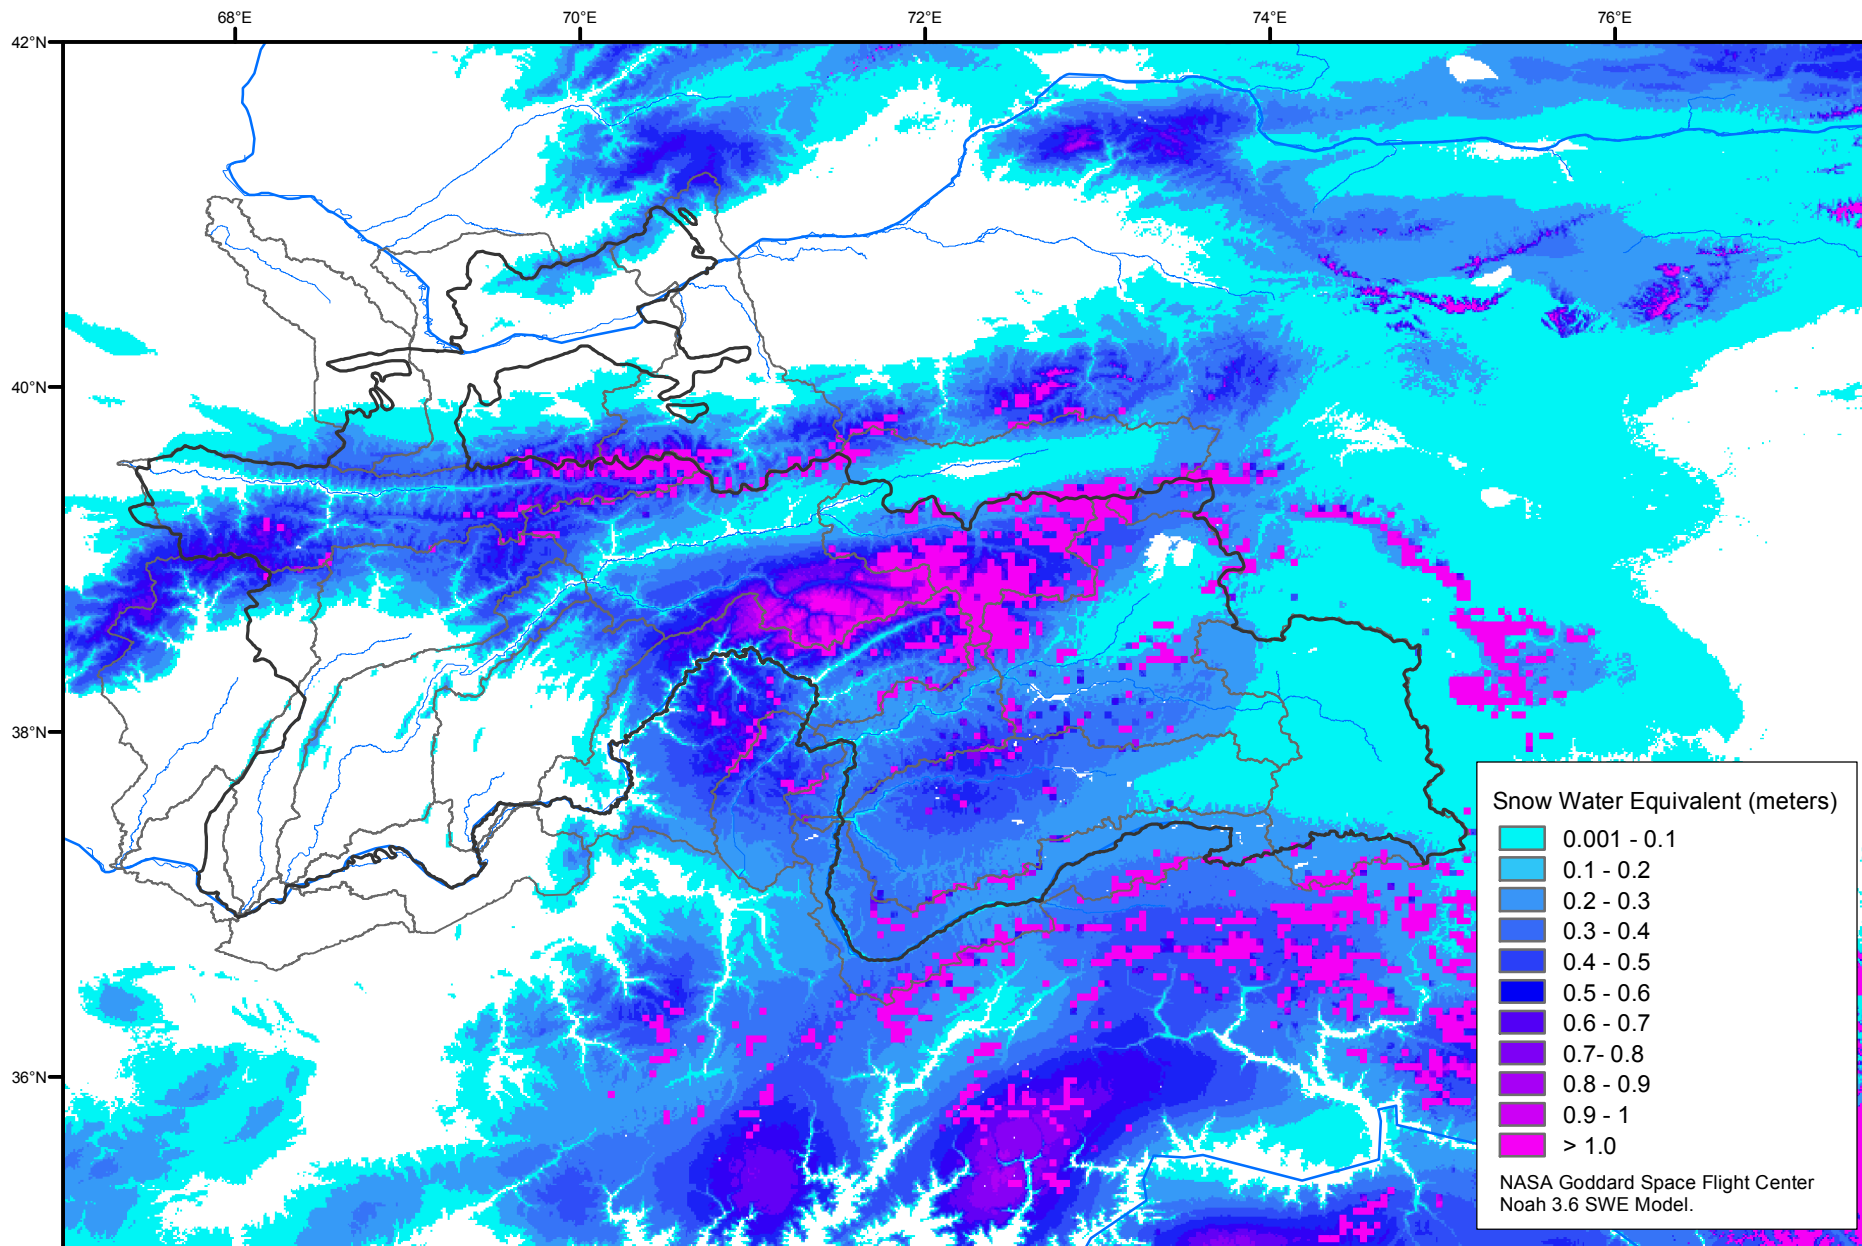 68°E 70°E 72°E 74°E 76°E
42°N
40°N
38°N
36°N
Snow Water Equivalent (meters)
0.001 - 0.1
0.1 - 0.2
0.2 - 0.3
0.3 - 0.4
0.4 - 0.5
0.5 - 0.6
0.6 - 0.7
0.7- 0.8
0.8 - 0.9
0.9 - 1
> 1.0
NASA Goddard Space Flight Center
Noah 3.6 SWE Model.